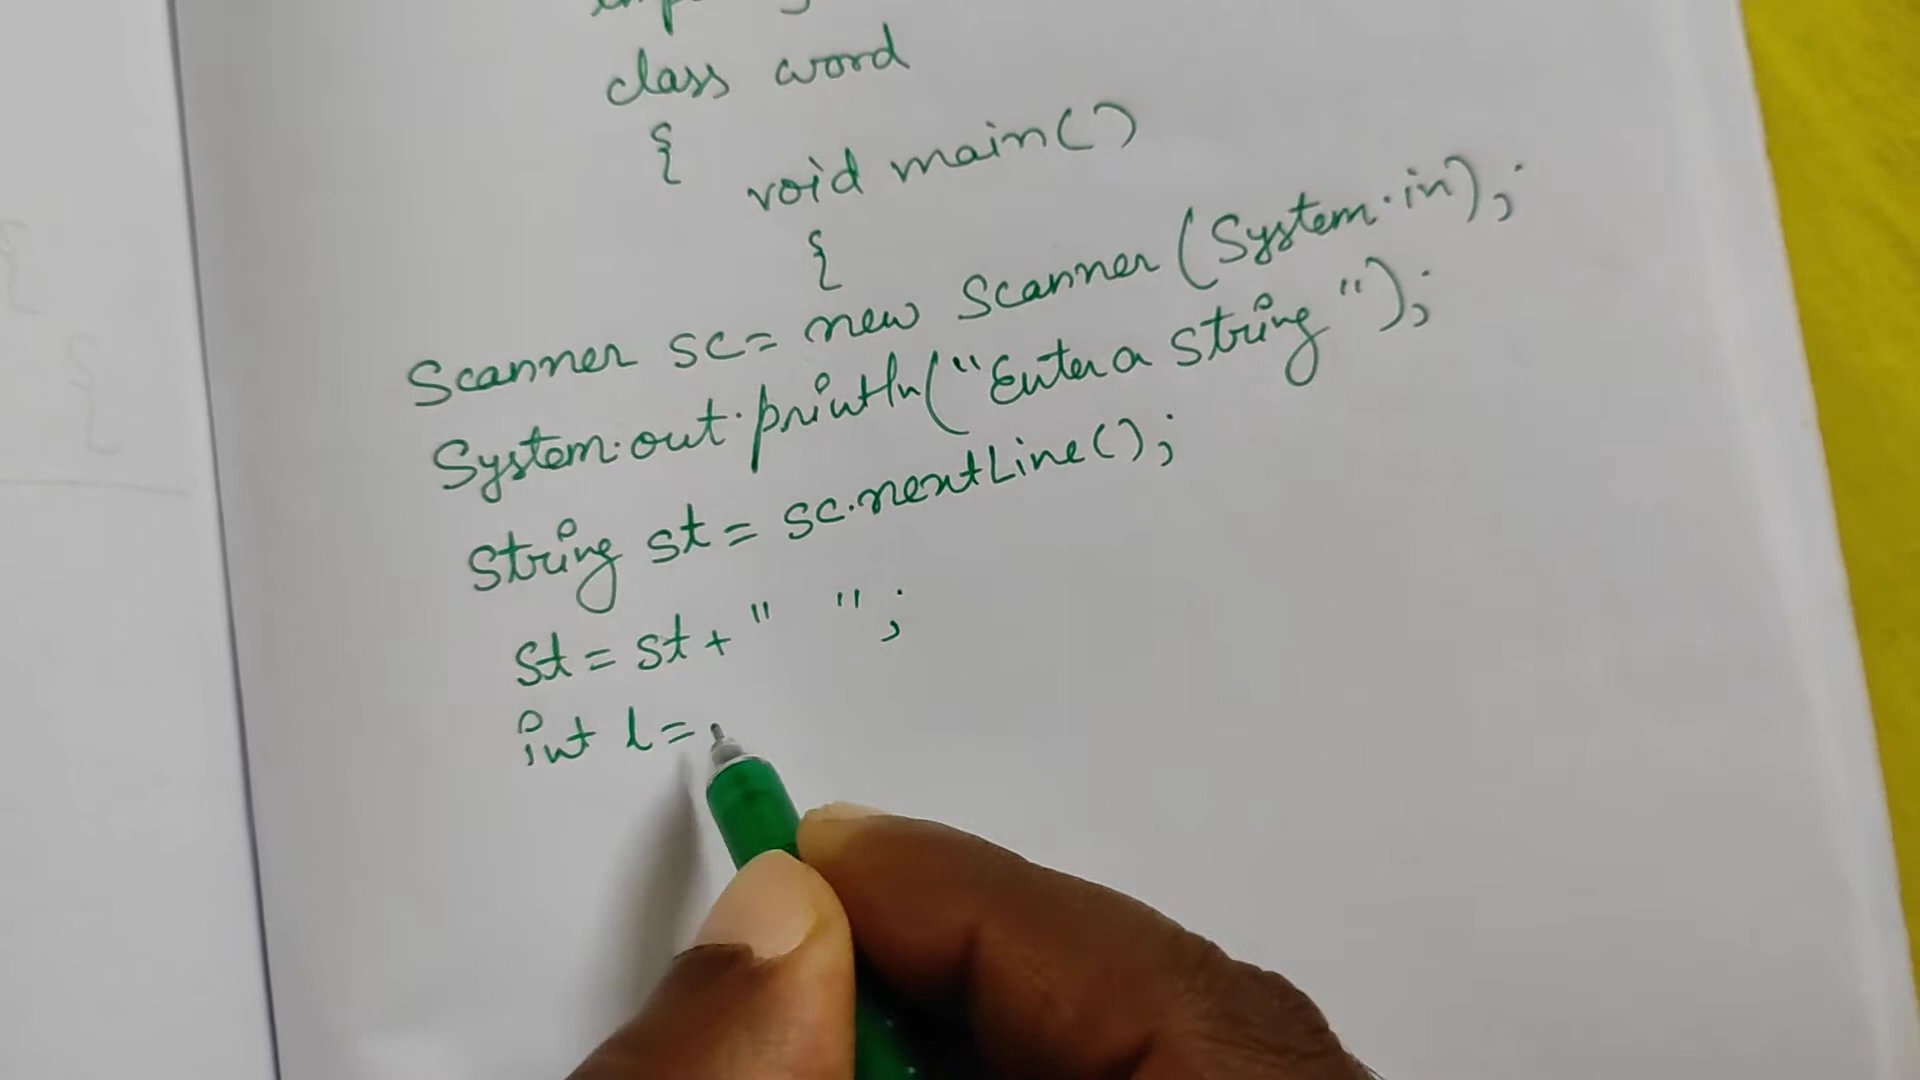 class word
{
void main()
{
Scanner sc = new Scanner (System.in);
System.out.println("Enter a string");
String st = sc.nextLine();
st = st + " ";
int l =